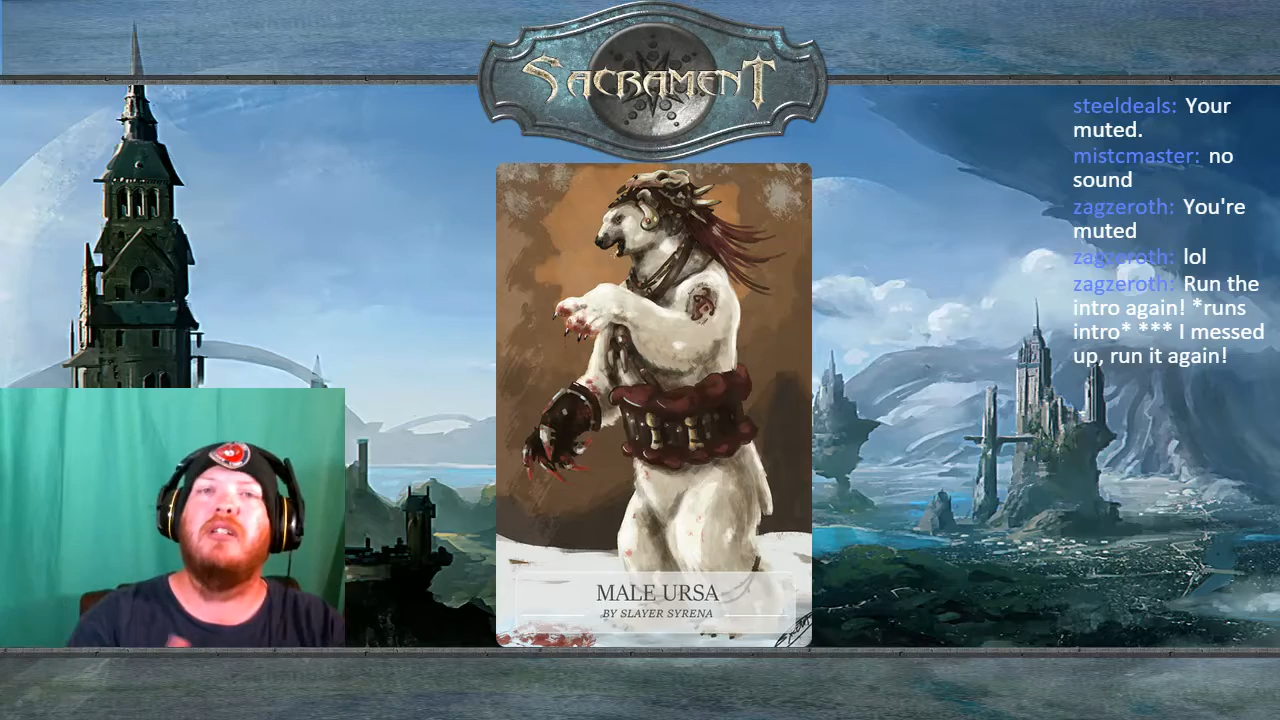 SACRAMENT
steeldeals: Your
muted.
mistcmaster: no
sound
zagzeroth: You're
muted
zagzeroth: lol
zagzeroth: Run the
intro again! *runs
intro* *** I messed
up, run it again!
MALE URSA
BY SLAYER SYRENA